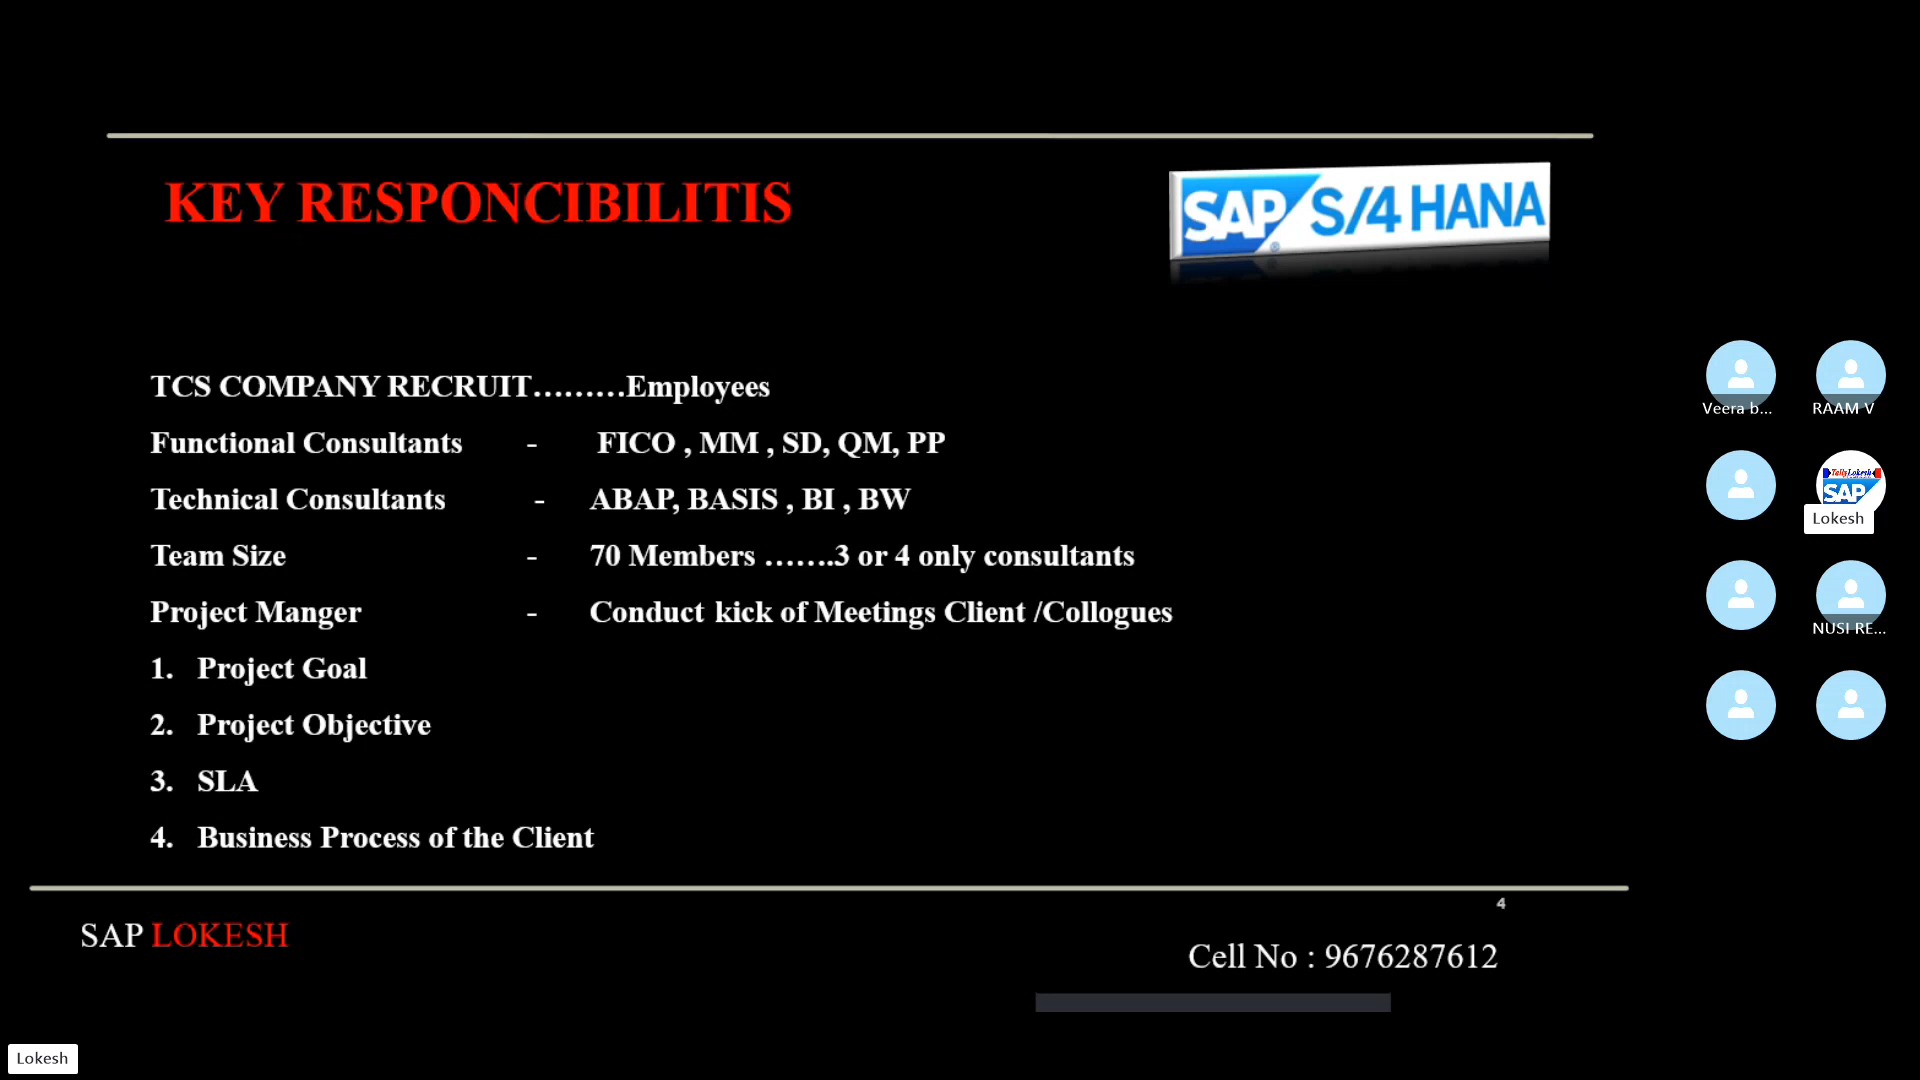 KEY RESPONCIBILITIS
SAP S/4 HANA
®
TCS COMPANY RECRUIT………Employees
Functional Consultants - FICO , MM , SD, QM, PP
Technical Consultants - ABAP, BASIS , BI , BW
Team Size - 70 Members …….3 or 4 only consultants
Project Manger - Conduct kick of Meetings Client /Collogues
1. Project Goal
2. Project Objective
3. SLA
4. Business Process of the Client
4
SAP LOKESH
Cell No : 9676287612
Veera b...
RAAM V
TallyLokesh
SAP
Lokesh
NUSI RE...
Lokesh